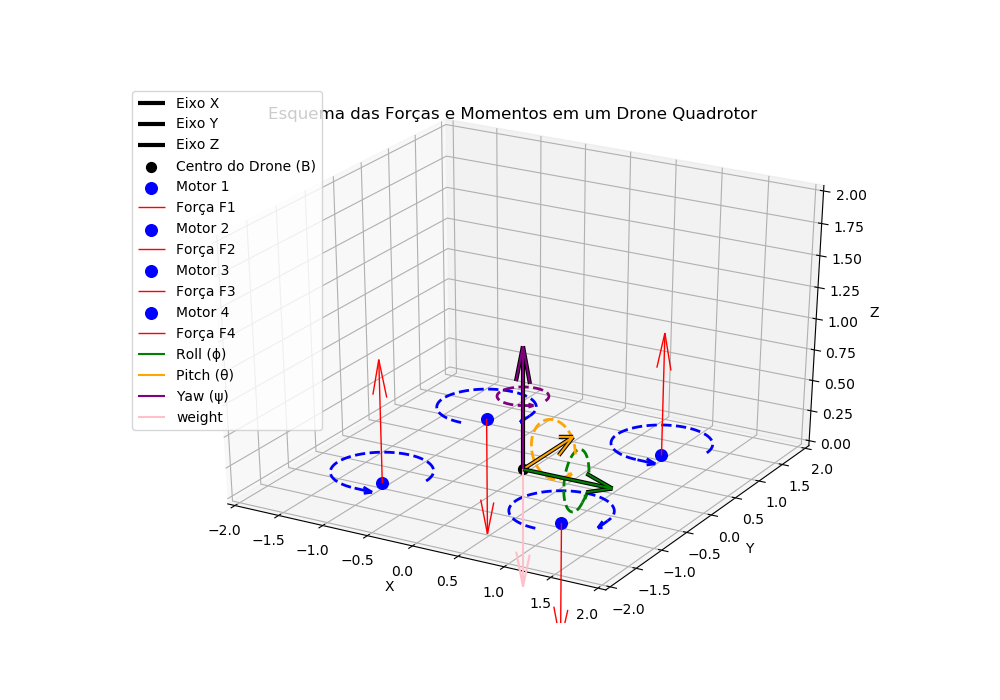 Esquema das Forças e Momentos em um Drone Quadrotor
Eixo X
Eixo Y
Eixo Z
Centro do Drone (B)
Motor 1
Força F1
Motor 2
Força F2
Motor 3
Força F3
Motor 4
Força F4
Roll (ϕ)
Pitch (θ)
Yaw (ψ)
weight
−2.0
−1.5
−1.0
−0.5
0.0
0.5
1.0
1.5
2.0
X
−2.0
−1.5
−1.0
−0.5
0.0
0.5
1.0
1.5
2.0
Y
0.00
0.25
0.50
0.75
1.00
1.25
1.50
1.75
2.00
Z